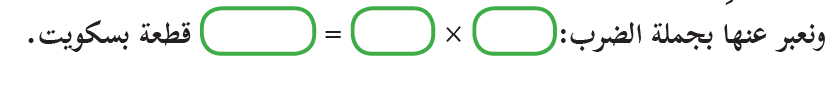 ونعبر عنها بجملة الضرب: × = قطعة بسكويت.